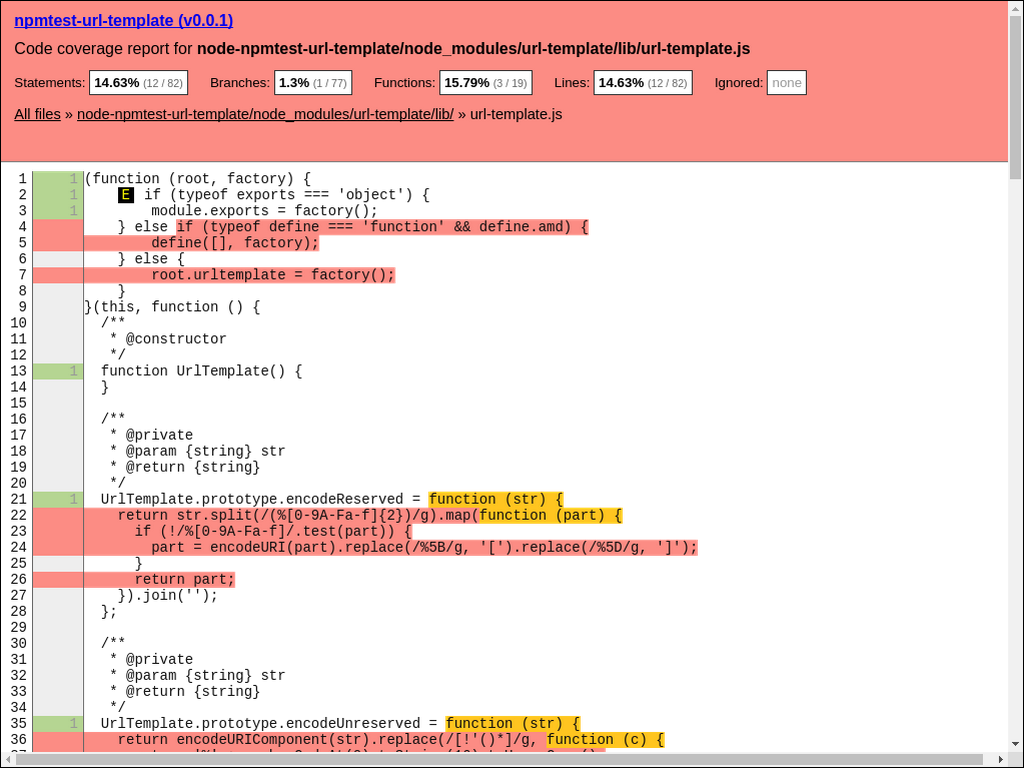 npmtest-url-template (v0.0.1)
Code coverage report for node-npmtest-url-template/node_modules/url-template/lib/url-template.js
Statements: 14.63% (12 / 82) Branches: 1.3% (1 / 77) Functions: 15.79% (3 / 19) Lines: 14.63% (12 / 82) Ignored: none
All files » node-npmtest-url-template/node_modules/url-template/lib/ » url-template.js
1 1 (function (root, factory) {
2 1 E if (typeof exports === 'object') {
3 1 module.exports = factory();
4 } else if (typeof define === 'function' && define.amd) {
5 define([], factory);
6 } else {
7 root.urltemplate = factory();
8 }
9 }(this, function () {
10 /**
11 * @constructor
12 */
13 1 function UrlTemplate() {
14 }
15
16 /**
17 * @private
18 * @param {string} str
19 * @return {string}
20 */
21 1 UrlTemplate.prototype.encodeReserved = function (str) {
22 return str.split(/(%[0-9A-Fa-f]{2})/g).map(function (part) {
23 if (!/%[0-9A-Fa-f]/.test(part)) {
24 part = encodeURI(part).replace(/%5B/g, '[').replace(/%5D/g, ']');
25 }
26 return part;
27 }).join('');
28 };
29
30 /**
31 * @private
32 * @param {string} str
33 * @return {string}
34 */
35 1 UrlTemplate.prototype.encodeUnreserved = function (str) {
36 return encodeURIComponent(str).replace(/[!'()*]/g, function (c) {